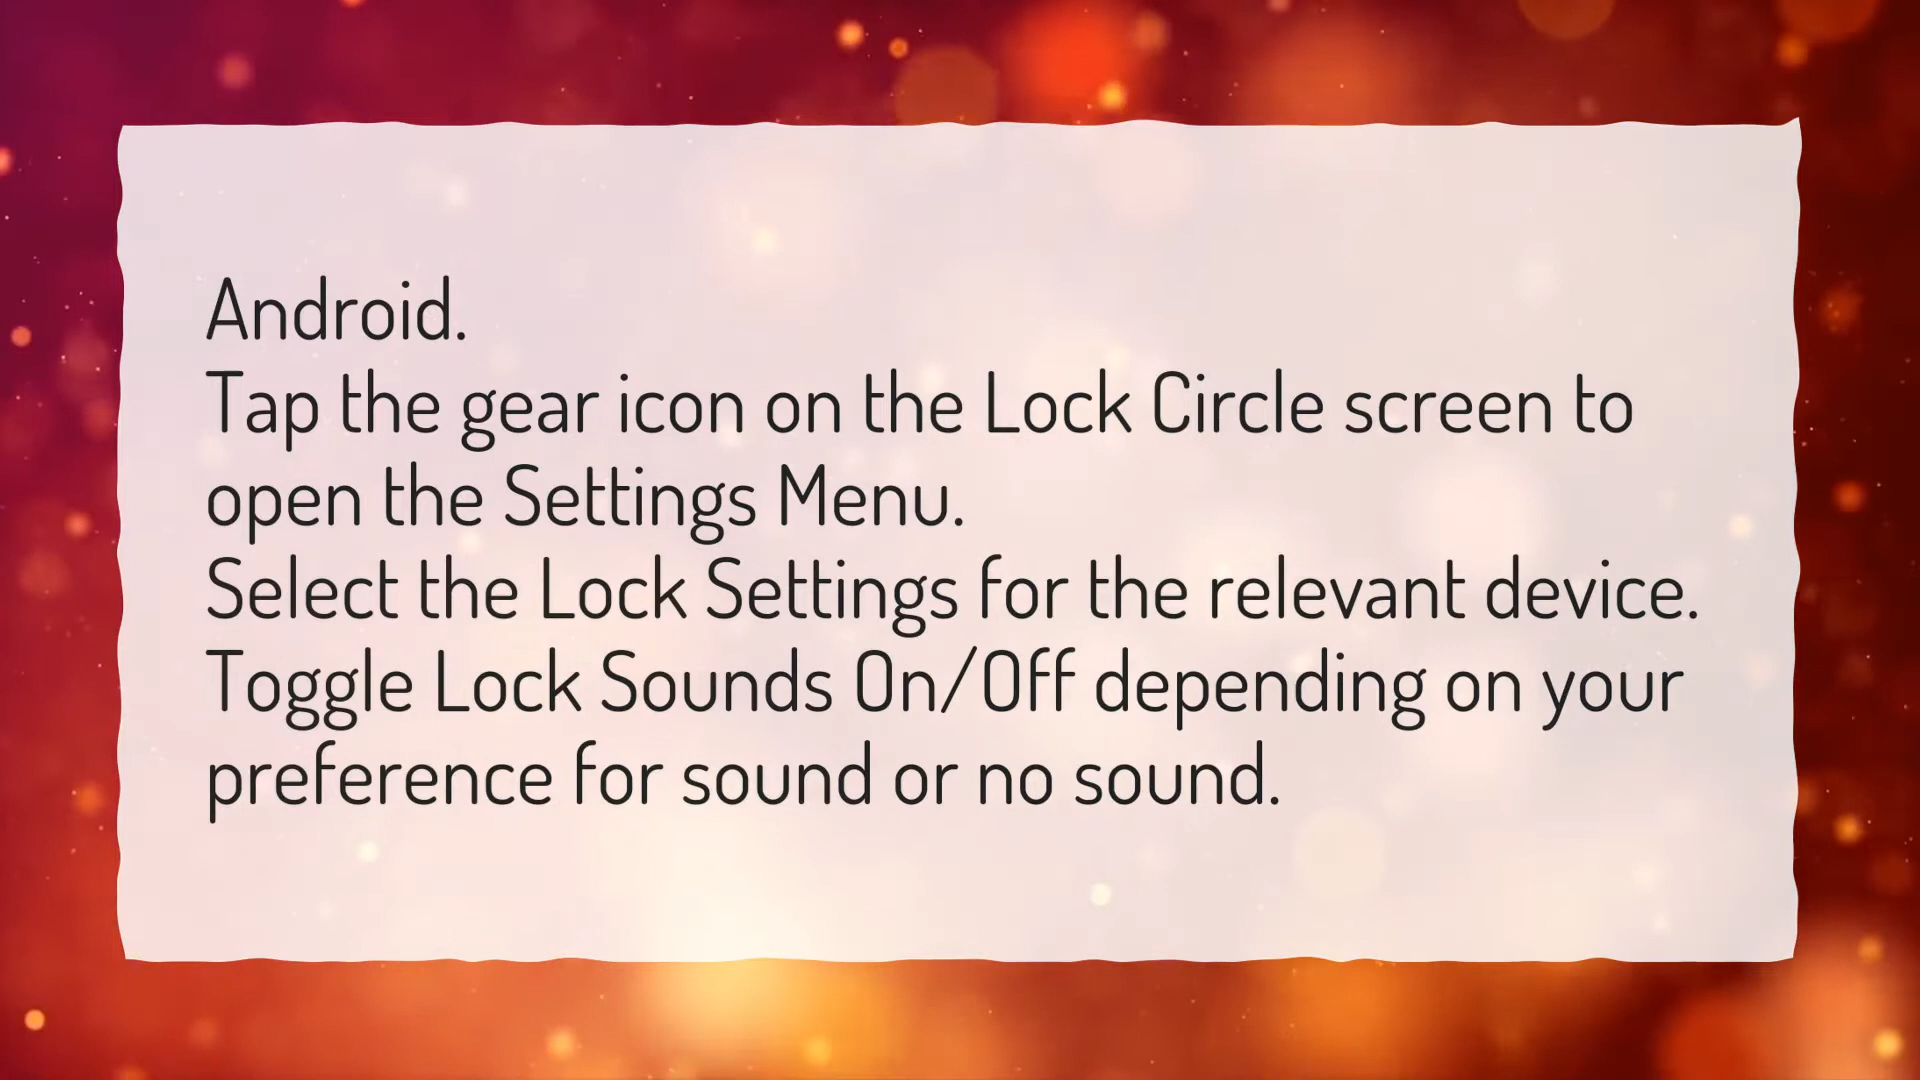 Android.
Tap the gear icon on the Lock Circle screen to
open the Settings Menu.
Select the Lock Settings for the relevant device.
Toggle Lock Sounds On/Off depending on your
preference for sound or no sound.